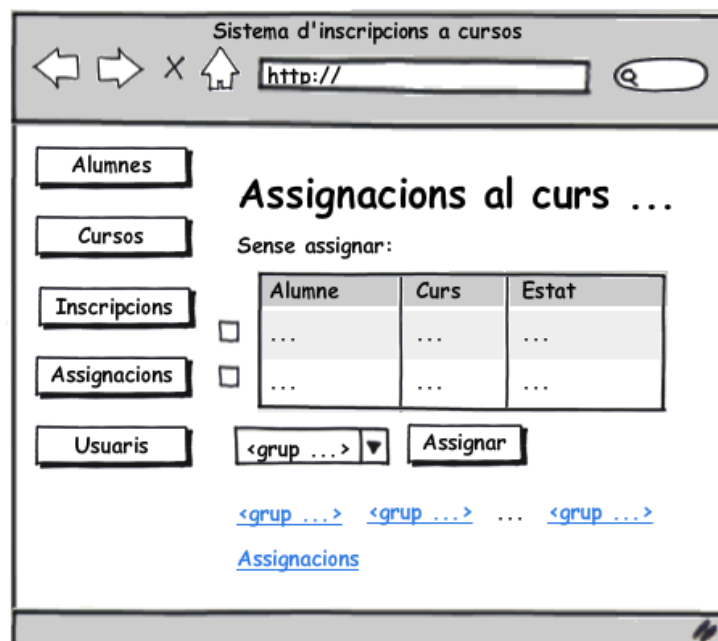 Sistema d'inscripcions a cursos
http://
Alumnes
Cursos
Inscripcions
Assignacions
Usuaris
Assignacions al curs ...
Sense assignar:
Alumne Curs Estat
... ... ...
... ... ...
<grup ...> Assignar
<grup ...> <grup ...> ... <grup ...>
Assignacions